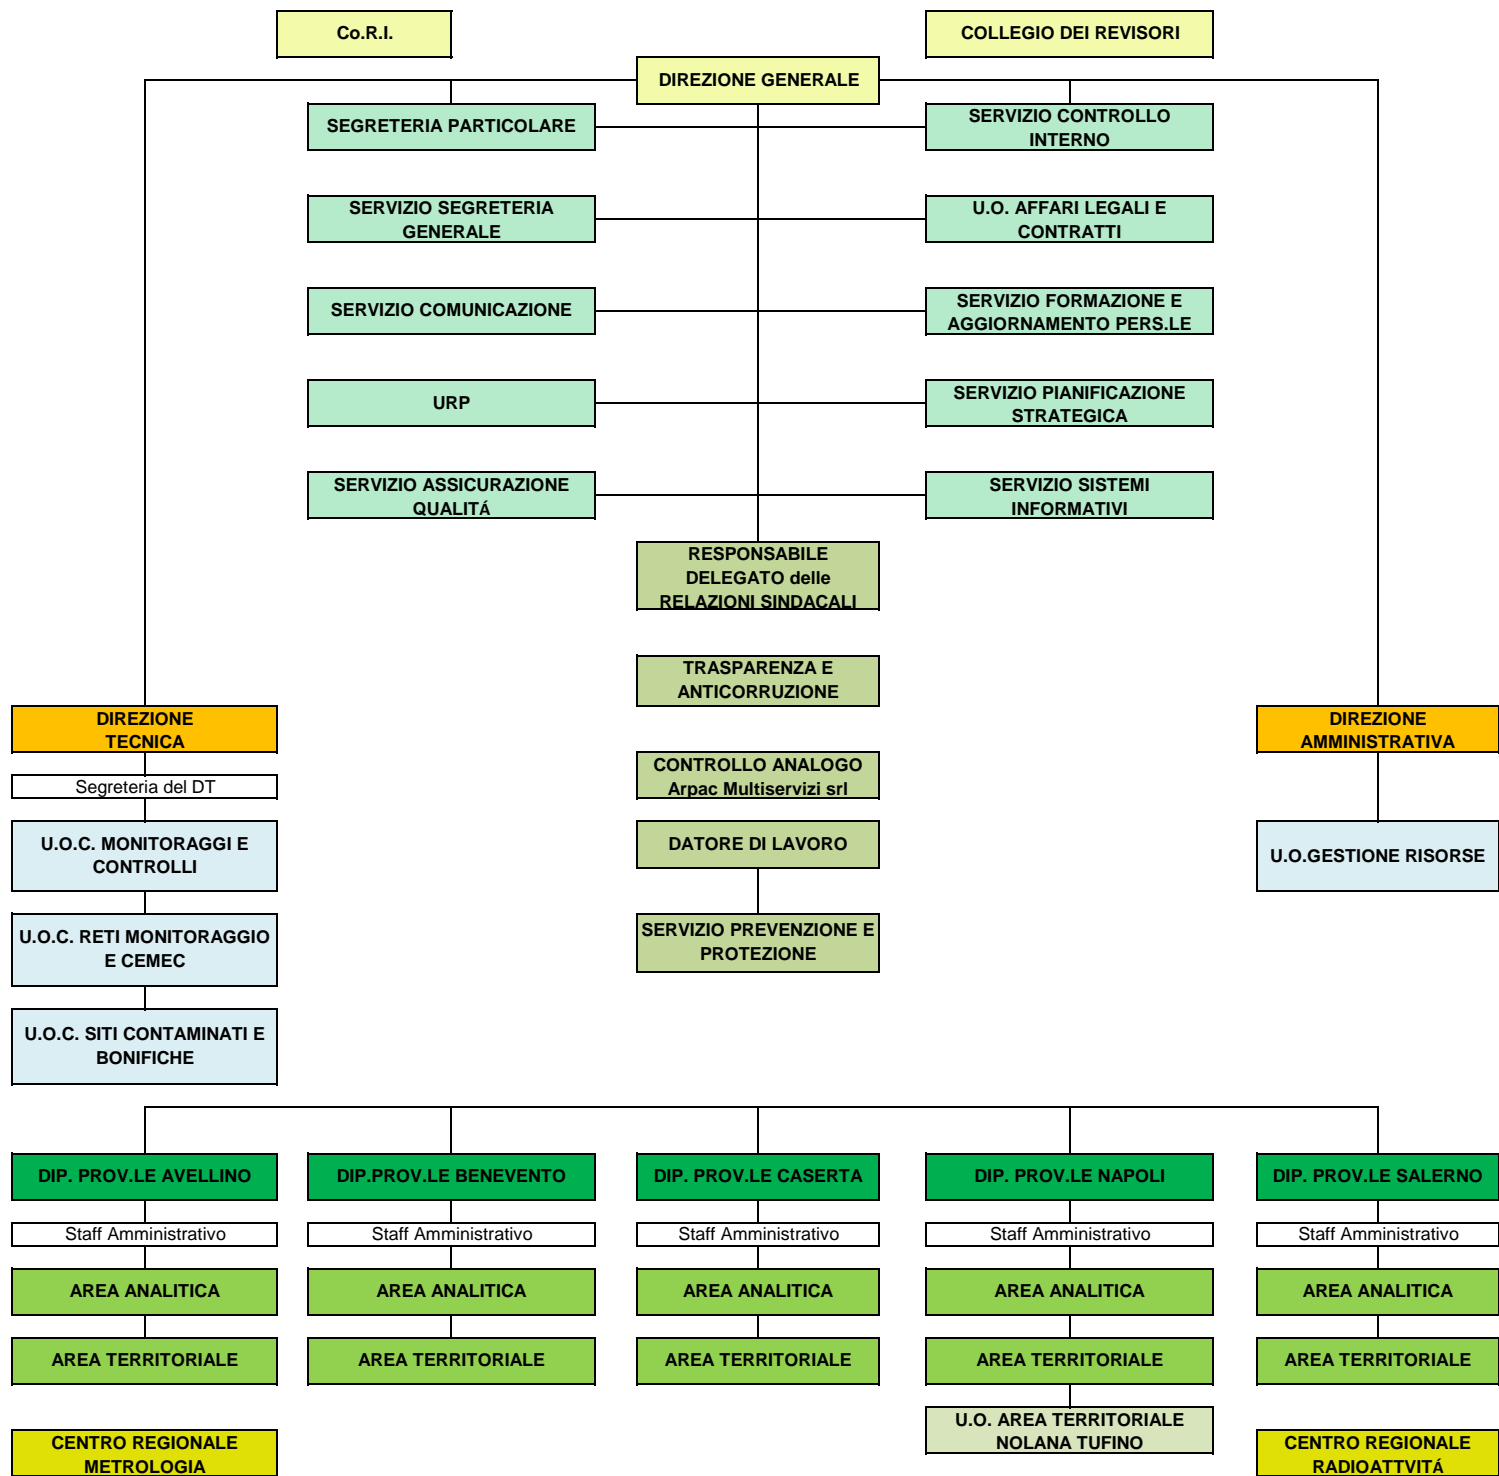 Co.R.I.
COLLEGIO DEI REVISORI
DIREZIONE GENERALE
SEGRETERIA PARTICOLARE
SERVIZIO CONTROLLO
INTERNO
SERVIZIO SEGRETERIA
GENERALE
U.O. AFFARI LEGALI E
CONTRATTI
SERVIZIO COMUNICAZIONE
SERVIZIO FORMAZIONE E
AGGIORNAMENTO PERS.LE
URP
SERVIZIO PIANIFICAZIONE
STRATEGICA
SERVIZIO ASSICURAZIONE
QUALITÁ
SERVIZIO SISTEMI
INFORMATIVI
RESPONSABILE
DELEGATO delle
RELAZIONI SINDACALI
TRASPARENZA E
ANTICORRUZIONE
DIREZIONE
TECNICA
DIREZIONE
AMMINISTRATIVA
Segreteria del DT
CONTROLLO ANALOGO
Arpac Multiservizi srl
U.O.C. MONITORAGGI E
CONTROLLI
DATORE DI LAVORO
U.O.GESTIONE RISORSE
U.O.C. RETI MONITORAGGIO
E CEMEC
SERVIZIO PREVENZIONE E
PROTEZIONE
U.O.C. SITI CONTAMINATI E
BONIFICHE
DIP. PROV.LE AVELLINO
DIP.PROV.LE BENEVENTO
DIP. PROV.LE CASERTA
DIP. PROV.LE NAPOLI
DIP. PROV.LE SALERNO
Staff Amministrativo
Staff Amministrativo
Staff Amministrativo
Staff Amministrativo
Staff Amministrativo
AREA ANALITICA
AREA ANALITICA
AREA ANALITICA
AREA ANALITICA
AREA ANALITICA
AREA TERRITORIALE
AREA TERRITORIALE
AREA TERRITORIALE
AREA TERRITORIALE
AREA TERRITORIALE
CENTRO REGIONALE
METROLOGIA
U.O. AREA TERRITORIALE
NOLANA TUFINO
CENTRO REGIONALE
RADIOATTVITÁ